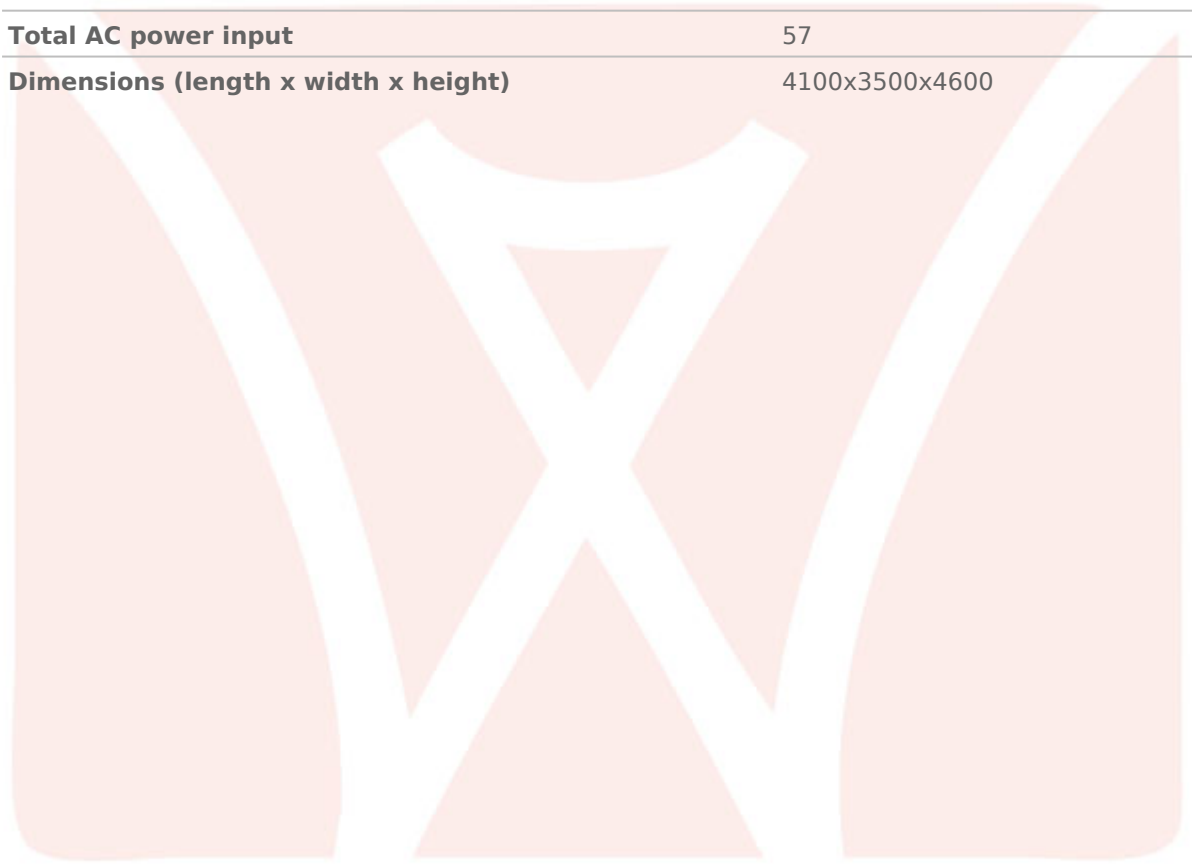 Total AC power input 57
Dimensions (length x width x height) 4100x3500x4600